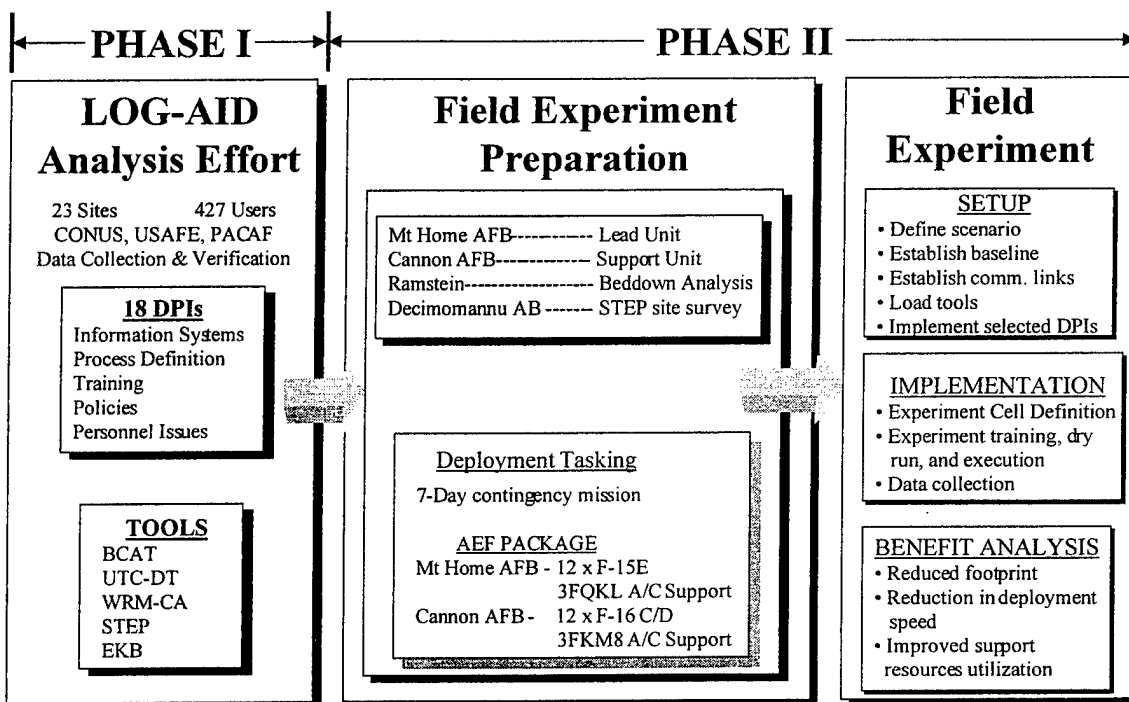 PHASE I
PHASE II
LOG-AID
Analysis Effort
23 Sites 427 Users
CONUS, USAFE, PACAF
Data Collection & Verification
18 DPIs
Information Systems
Process Definition
Training
Policies
Personnel Issues
TOOLS
BCAT
UTC-DT
WRM-CA
STEP
EKB
Field Experiment
Preparation
Mt Home AFB---------- Lead Unit
Cannon AFB------------ Support Unit
Ramstein---------------- Beddown Analysis
Decimomannu AB ------- STEP site survey
Deployment Tasking
7-Day contingency mission
AEF PACKAGE
Mt Home AFB - 12 x F-15E
3FQKL A/C Support
Cannon AFB - 12 x F-16 C/D
3FKM8 A/C Support
Field
Experiment
SETUP
• Define scenario
• Establish baseline
• Establish comm. links
• Load tools
• Implement selected DPIs
IMPLEMENTATION
• Experiment Cell Definition
• Experiment training, dry
run, and execution
• Data collection
BENEFIT ANALYSIS
• Reduced footprint
• Reduction in deployment
speed
• Improved support
resources utilization